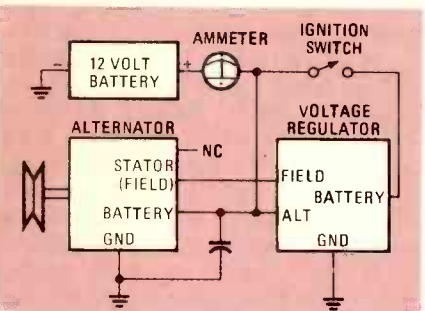 AMMETER
IGNITION
SWITCH
12 VOLT
BATTERY
-
+
VOLTAGE
REGULATOR
ALTERNATOR
NC
STATOR
(FIELD)
FIELD
BATTERY
BATTERY
ALT
GND
GND